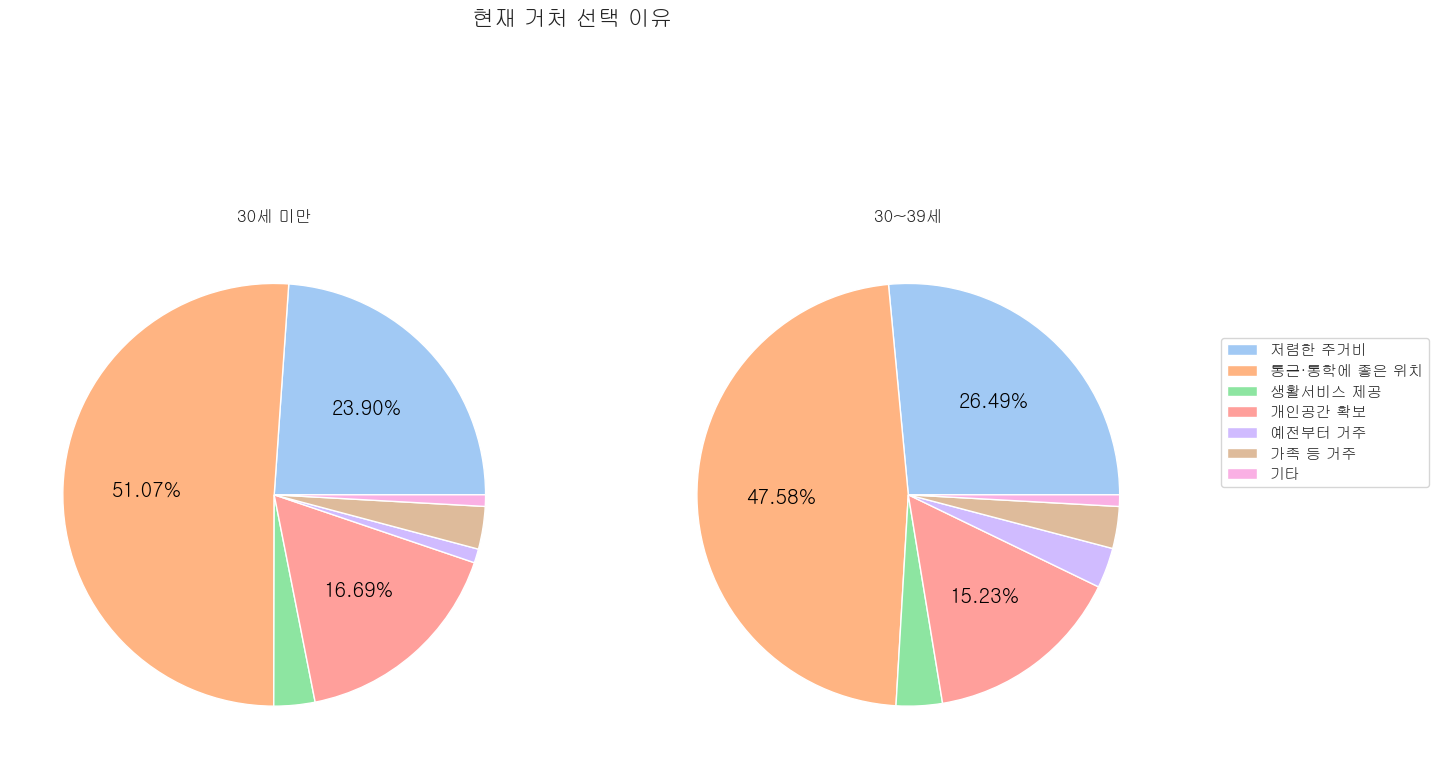 현재 거처 선택 이유
30세 미만
23.90%
51.07%
16.69%
30~39세
26.49%
47.58%
15.23%
저렴한 주거비
통근·통학에 좋은 위치
생활서비스 제공
개인공간 확보
예전부터 거주
가족 등 거주
기타